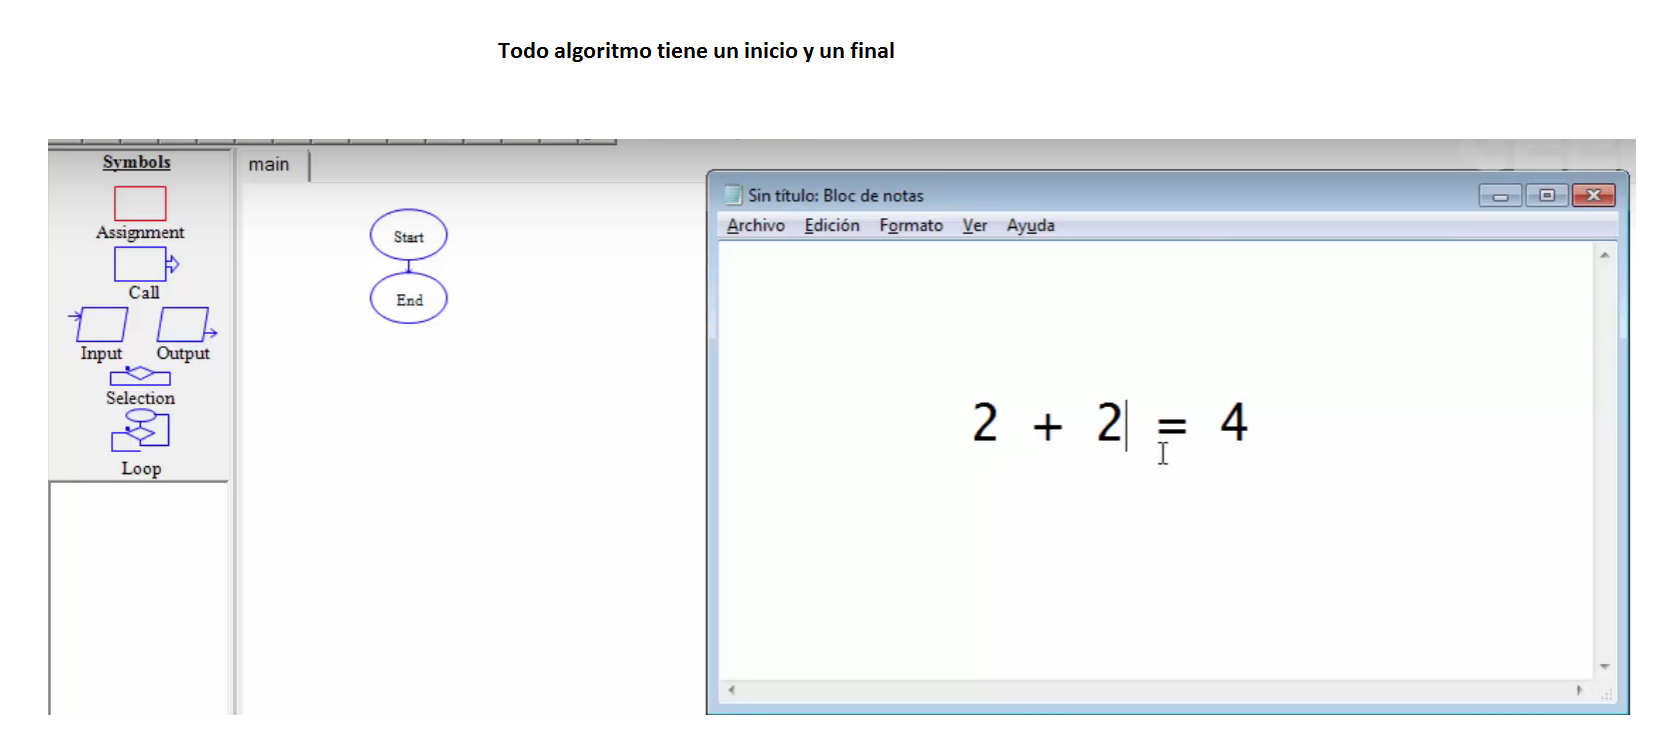 Todo algoritmo tiene un inicio y un final
Symbols
Assignment
Call
Input Output
Selection
Loop
main
Start
End
Sin título: Bloc de notas
Archivo Edición Formato Ver Ayuda
2 + 2 = 4